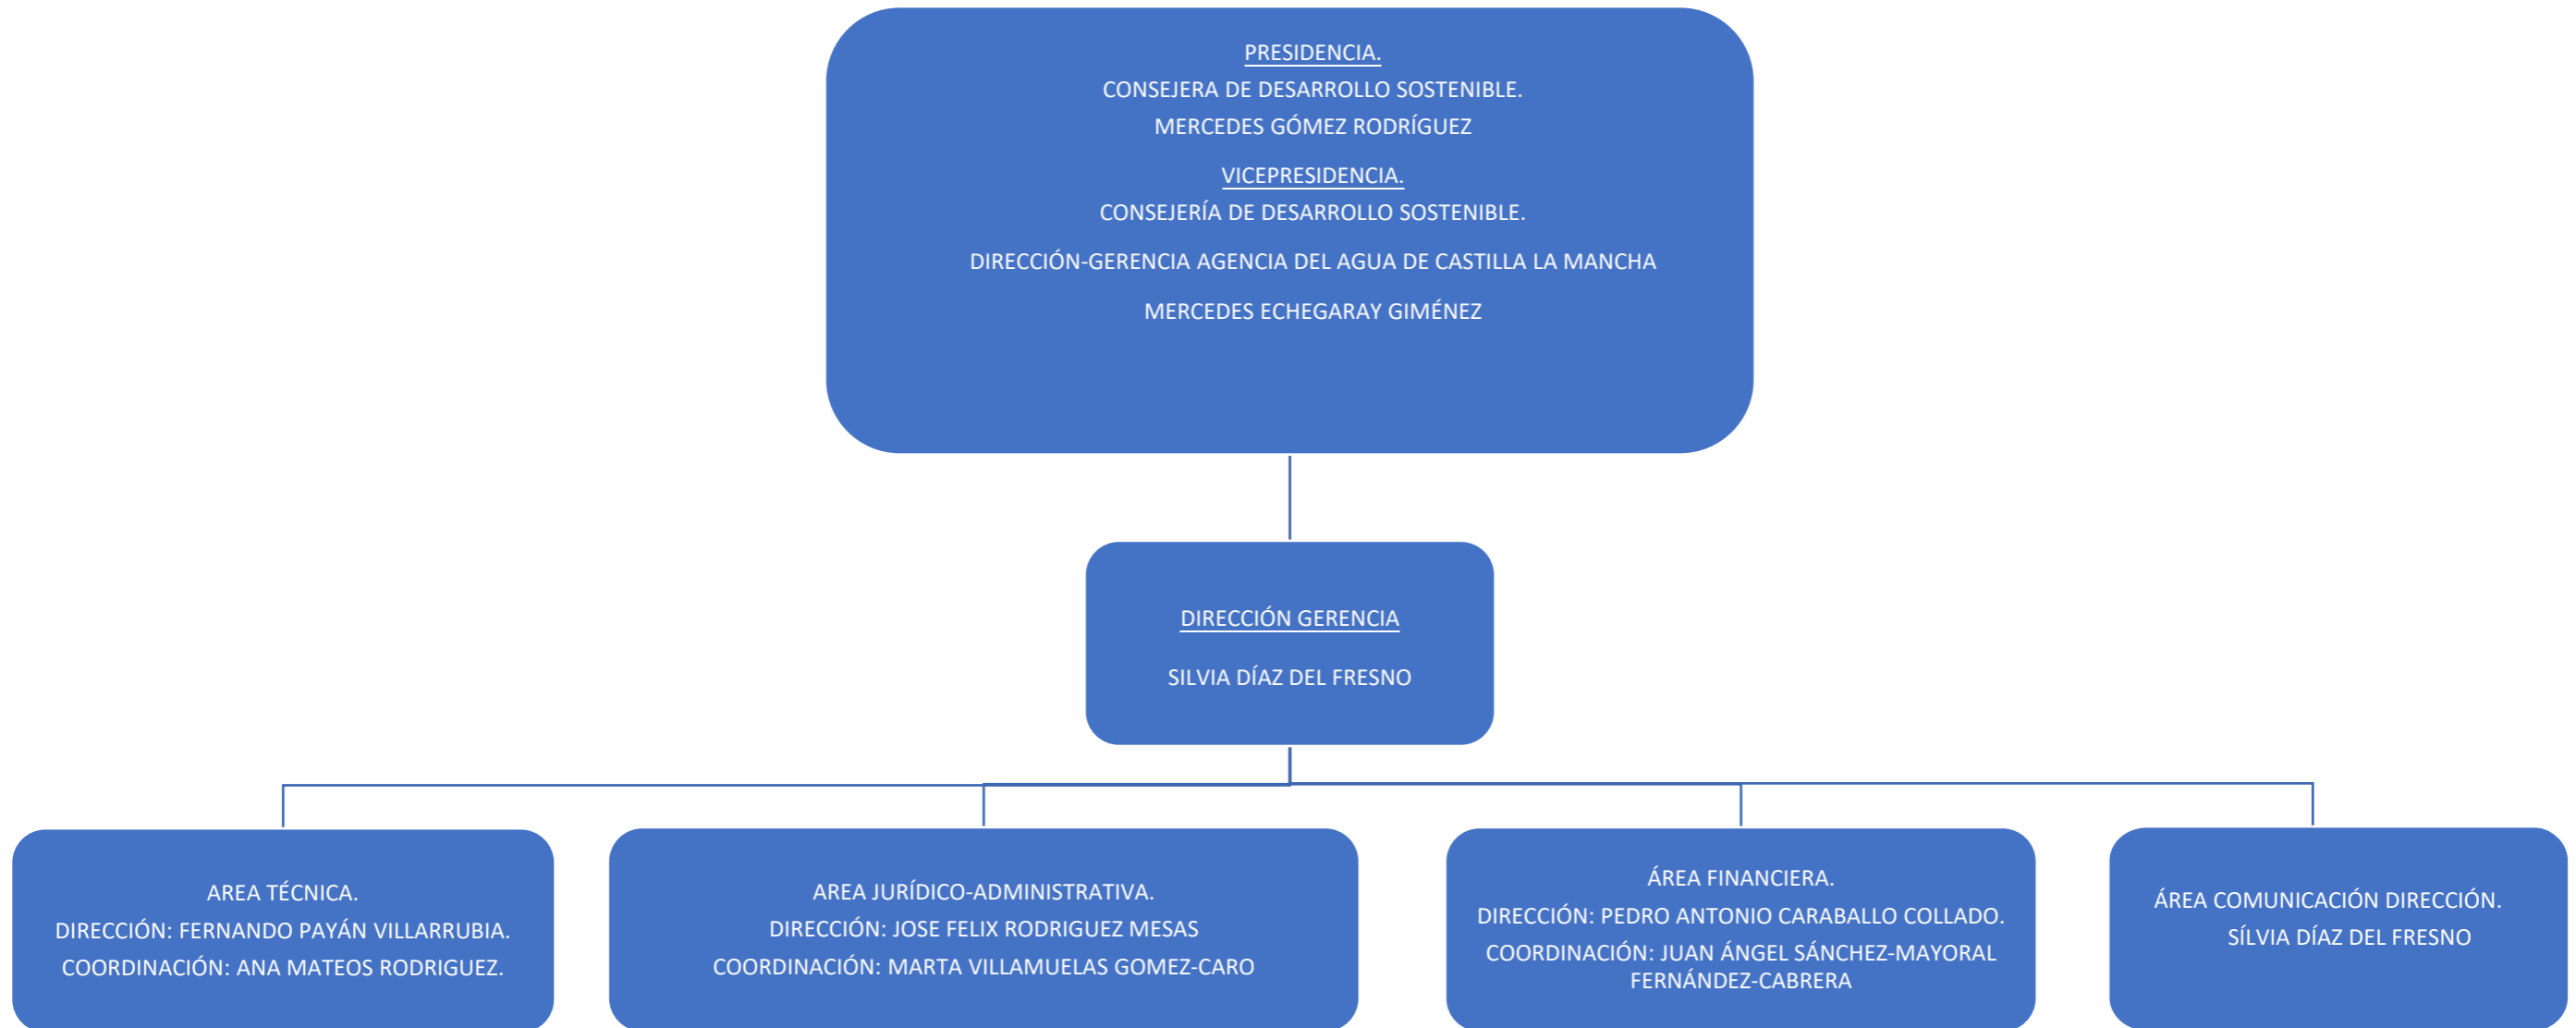 PRESIDENCIA.
CONSEJERA DE DESARROLLO SOSTENIBLE.
MERCEDES GÓMEZ RODRÍGUEZ
VICEPRESIDENCIA.
CONSEJERÍA DE DESARROLLO SOSTENIBLE.
DIRECCIÓN-GERENCIA AGENCIA DEL AGUA DE CASTILLA LA MANCHA
MERCEDES ECHEGARAY GIMÉNEZ
DIRECCIÓN GERENCIA
SILVIA DÍAZ DEL FRESNO
AREA TÉCNICA.
DIRECCIÓN: FERNANDO PAYÁN VILLARRUBIA.
COORDINACIÓN: ANA MATEOS RODRIGUEZ.
AREA JURÍDICO-ADMINISTRATIVA.
DIRECCIÓN: JOSE FELIX RODRIGUEZ MESAS
COORDINACIÓN: MARTA VILLAMUELAS GOMEZ-CARO
ÁREA FINANCIERA.
DIRECCIÓN: PEDRO ANTONIO CARABALLO COLLADO.
COORDINACIÓN: JUAN ÁNGEL SÁNCHEZ-MAYORAL
FERNÁNDEZ-CABRERA
ÁREA COMUNICACIÓN DIRECCIÓN.
SÍLVIA DÍAZ DEL FRESNO